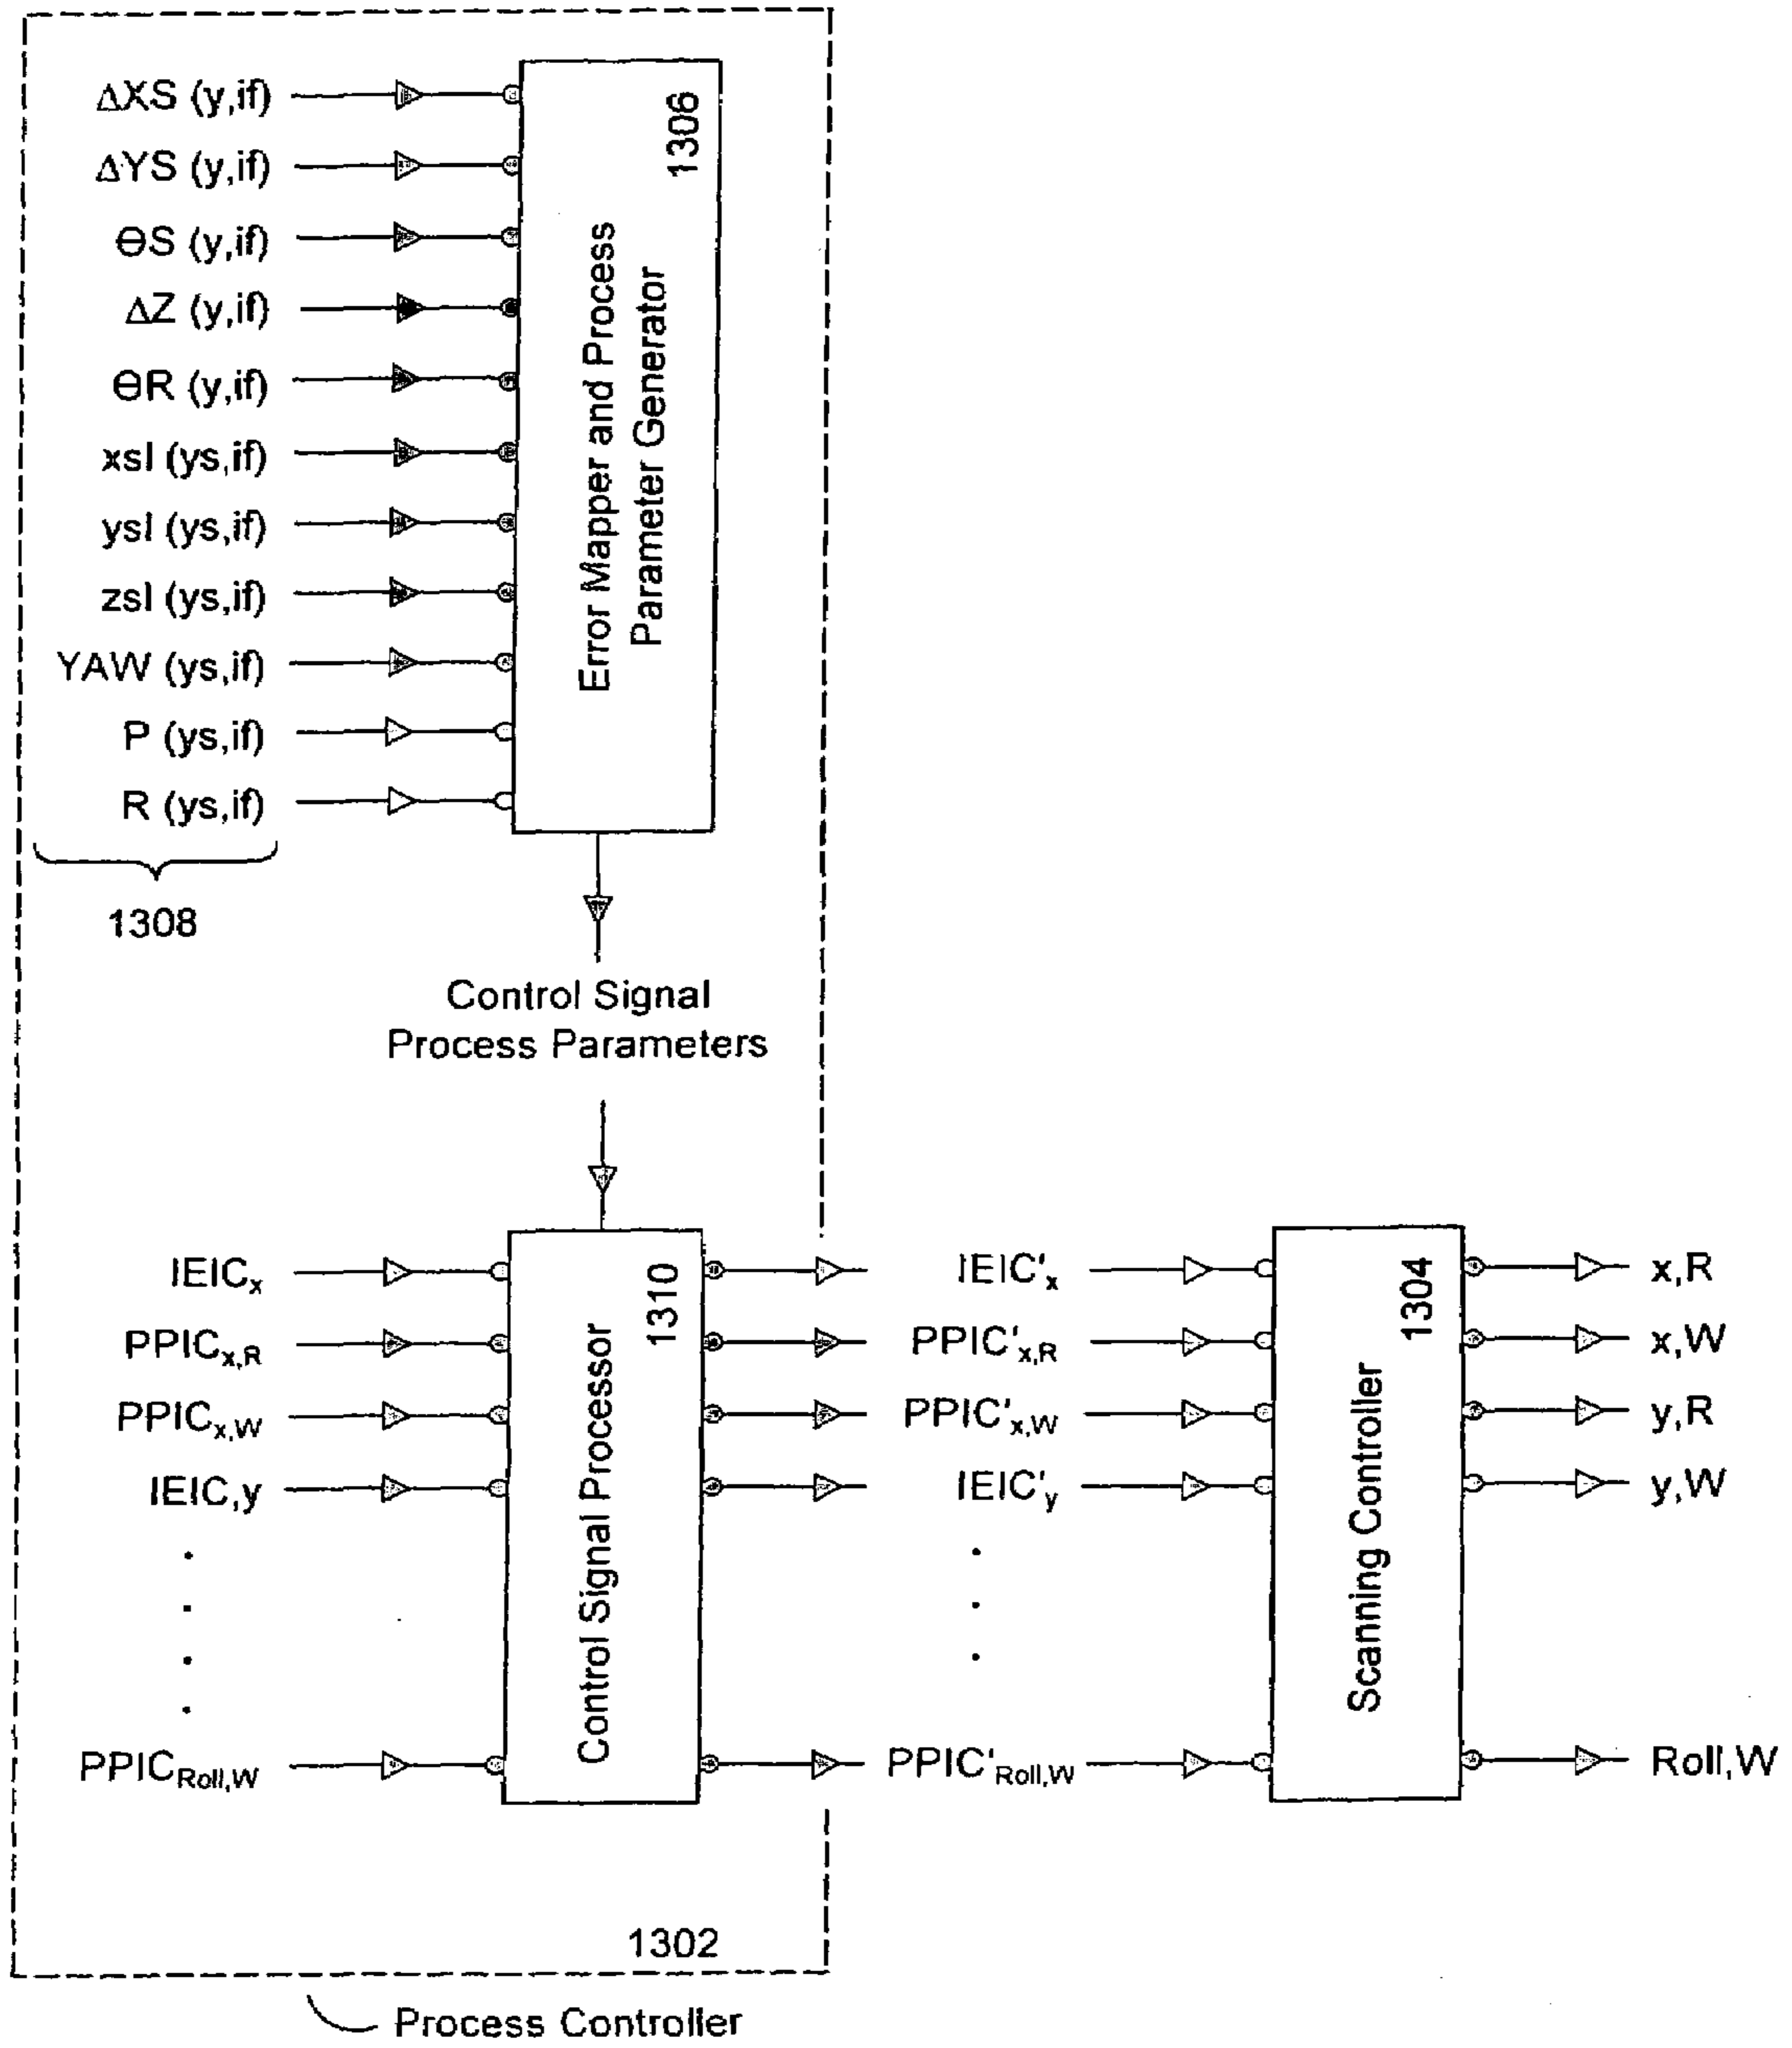 ΔXS (y,if)
ΔYS (y,if)
ΘS (y,if)
ΔZ (y,if)
ΘR (y,if)
xsl (ys,if)
ysl (ys,if)
zsl (ys,if)
YAW (ys,if)
P (ys,if)
R (ys,if)
1308
Error Mapper and Process
Parameter Generator
1306
Control Signal
Process Parameters
IEICx
PPICx,R
PPICx,W
IEIC,y
PPICRoll,W
Control Signal Processor
1310
IEIC'x
PPIC'x,R
PPIC'x,W
IEIC'y
PPIC'Roll,W
Scanning Controller
1304
x,R
x,W
y,R
y,W
Roll,W
1302
Process Controller